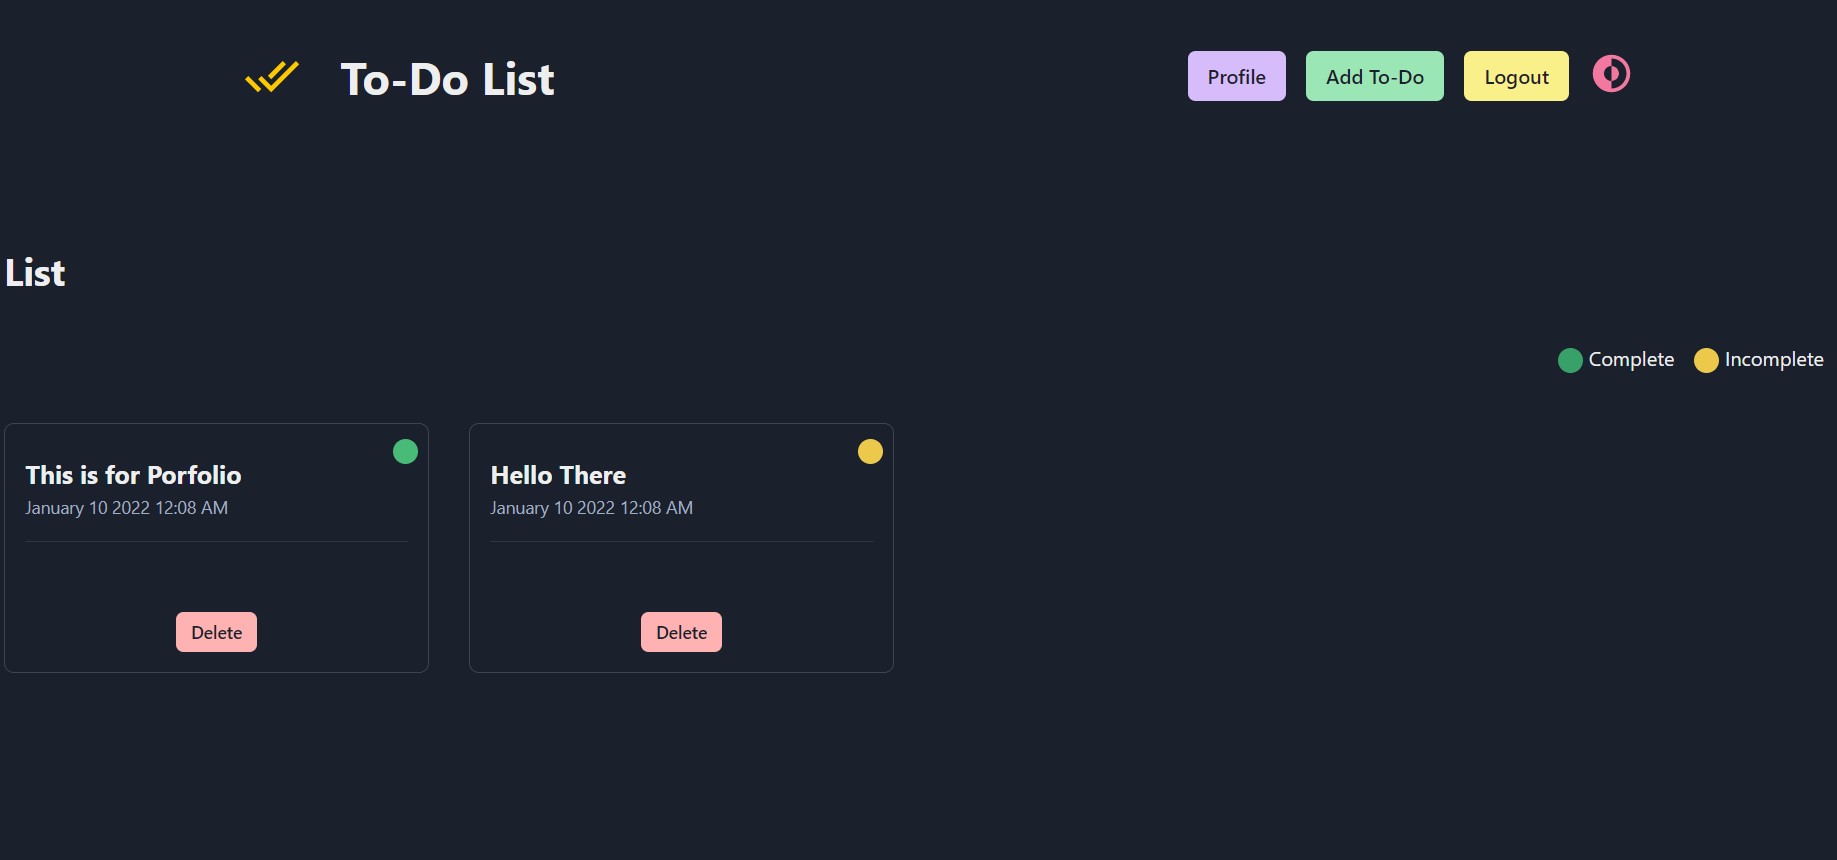 To-Do List
Profile
Add To-Do
Logout
List
Complete
Incomplete
This is for Porfolio
January 10 2022 12:08 AM
Delete
Hello There
January 10 2022 12:08 AM
Delete